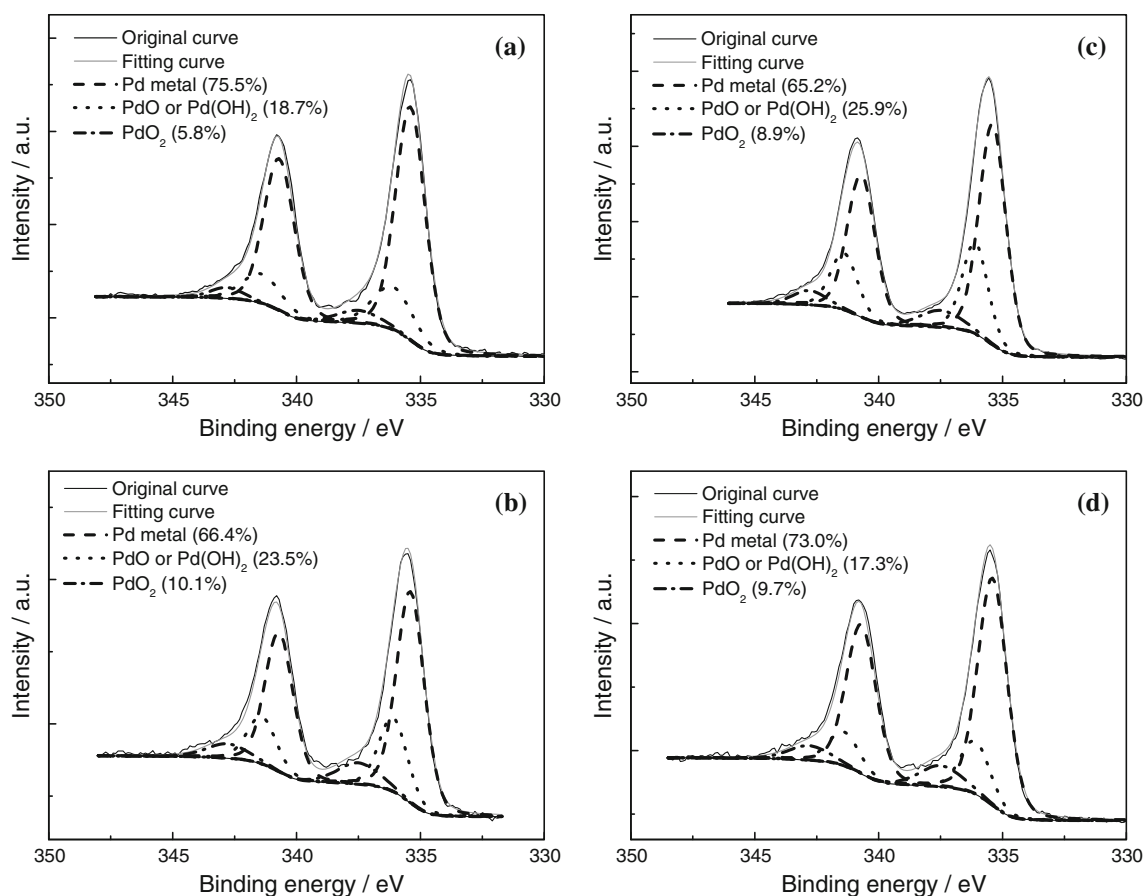 Original curve
Fitting curve
Pd metal (75.5%)
PdO or Pd(OH)₂ (18.7%)
PdO₂ (5.8%)
(a)
Intensity / a.u.
350 345 340 335 330
Binding energy / eV
Original curve
Fitting curve
Pd metal (65.2%)
PdO or Pd(OH)₂ (25.9%)
PdO₂ (8.9%)
(c)
Intensity / a.u.
350 345 340 335 330
Binding energy / eV
Original curve
Fitting curve
Pd metal (66.4%)
PdO or Pd(OH)₂ (23.5%)
PdO₂ (10.1%)
(b)
Intensity / a.u.
350 345 340 335 330
Binding energy / eV
Original curve
Fitting curve
Pd metal (73.0%)
PdO or Pd(OH)₂ (17.3%)
PdO₂ (9.7%)
(d)
Intensity / a.u.
350 345 340 335 330
Binding energy / eV